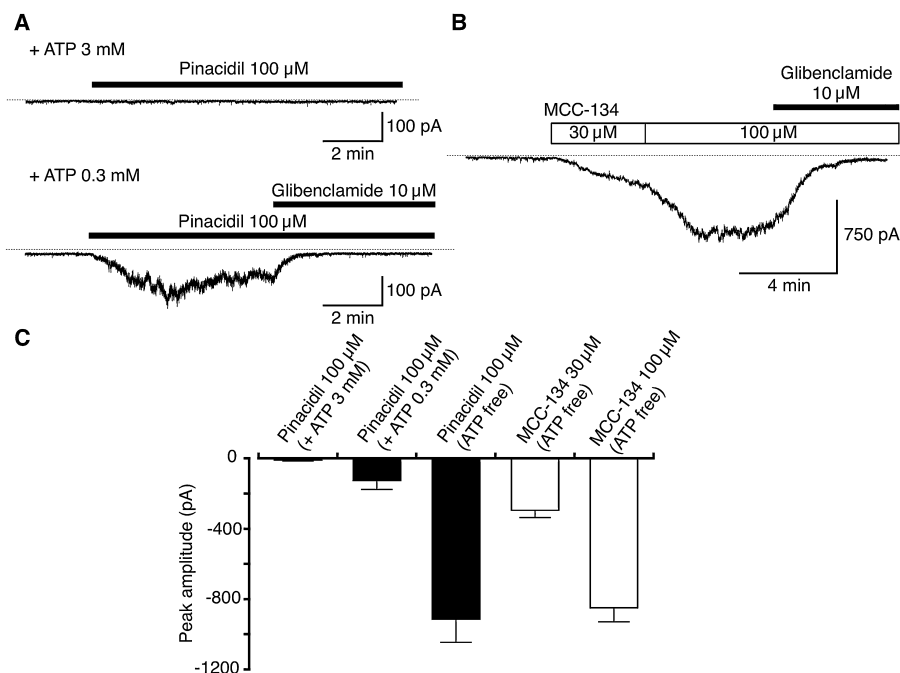 A
+ ATP 3 mM
Pinacidil 100 µM
100 pA
2 min
+ ATP 0.3 mM
Glibenclamide 10 µM
Pinacidil 100 µM
100 pA
2 min
B
Glibenclamide
10 µM
MCC-134
30 µM
100 µM
750 pA
4 min
C
Pinacidil 100 µM
(+ ATP 3 mM)
Pinacidil 100 µM
(+ ATP 0.3 mM)
Pinacidil 100 µM
(ATP free)
MCC-134 30 µM
(ATP free)
MCC-134 100 µM
(ATP free)
Peak amplitude (pA)
0
-400
-800
-1200